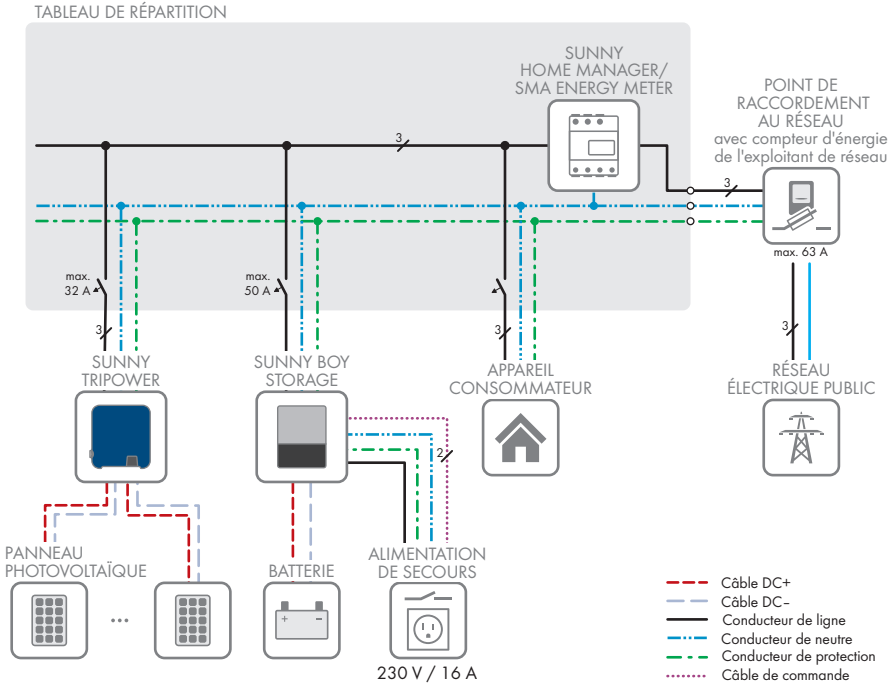 TABLEAU DE RÉPARTITION
SUNNY
HOME MANAGER/
SMA ENERGY METER
POINT DE
RACCORDEMENT
AU RÉSEAU
avec compteur d'énergie
de l'exploitant de réseau
3
3
max. 63 A
max.
32 A
max.
50 A
3
3
3
SUNNY
TRIPOWER
SUNNY BOY
STORAGE
APPAREIL
CONSOMMATEUR
RÉSEAU
ÉLECTRIQUE PUBLIC
2
PANNEAU
PHOTOVOLTAÏQUE
...
BATTERIE
+ −
ALIMENTATION
DE SECOURS
230 V / 16 A
Câble DC+
Câble DC−
Conducteur de ligne
Conducteur de neutre
Conducteur de protection
Câble de commande